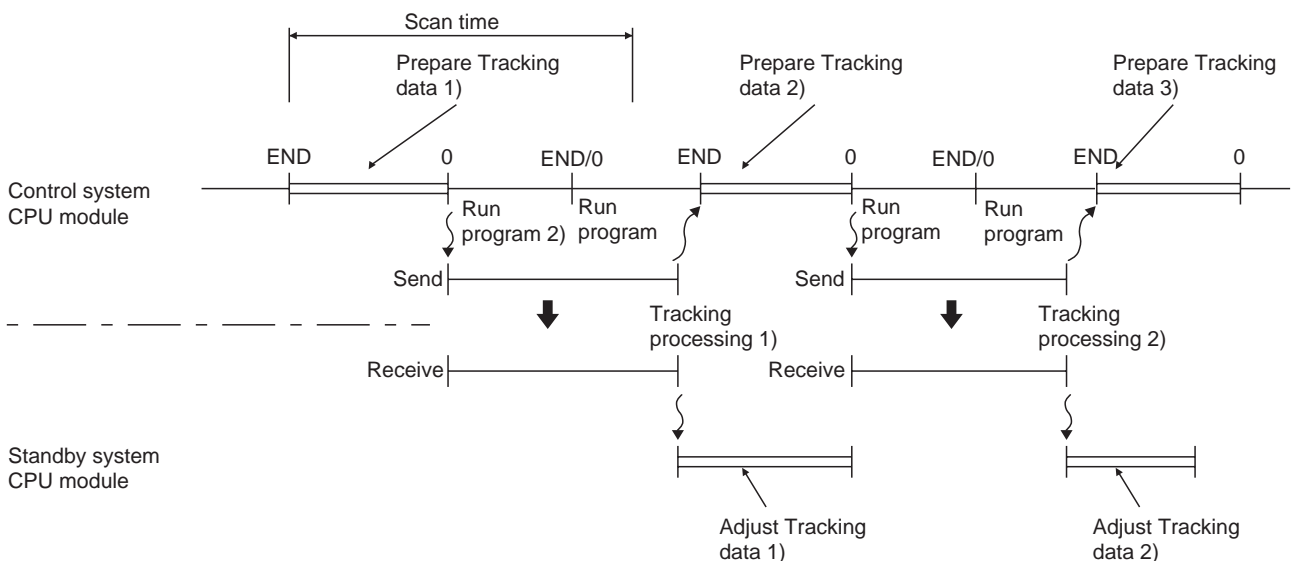 Scan time
Prepare Tracking
data 1)
Prepare Tracking
data 2)
Prepare Tracking
data 3)
END
0
END/0
END
0
END/0
END
0
Control system
CPU module
Run
program 2)
Run
program
Run
program
Run
program
Send
Send
Tracking
processing 1)
Tracking
processing 2)
Receive
Receive
Standby system
CPU module
Adjust Tracking
data 1)
Adjust Tracking
data 2)